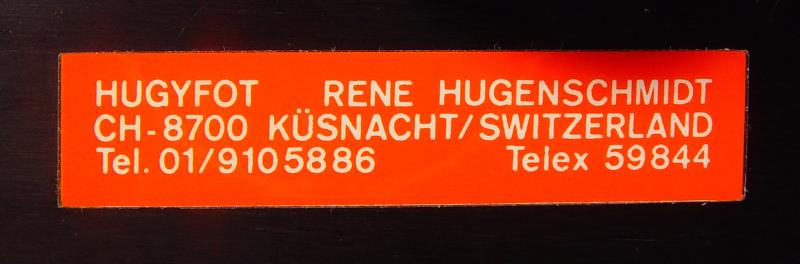 HUGYFOT RENE HUGENSCHMIDT
CH-8700 KÜSNACHT/SWITZERLAND
Tel. 01/9105886 Telex 59844